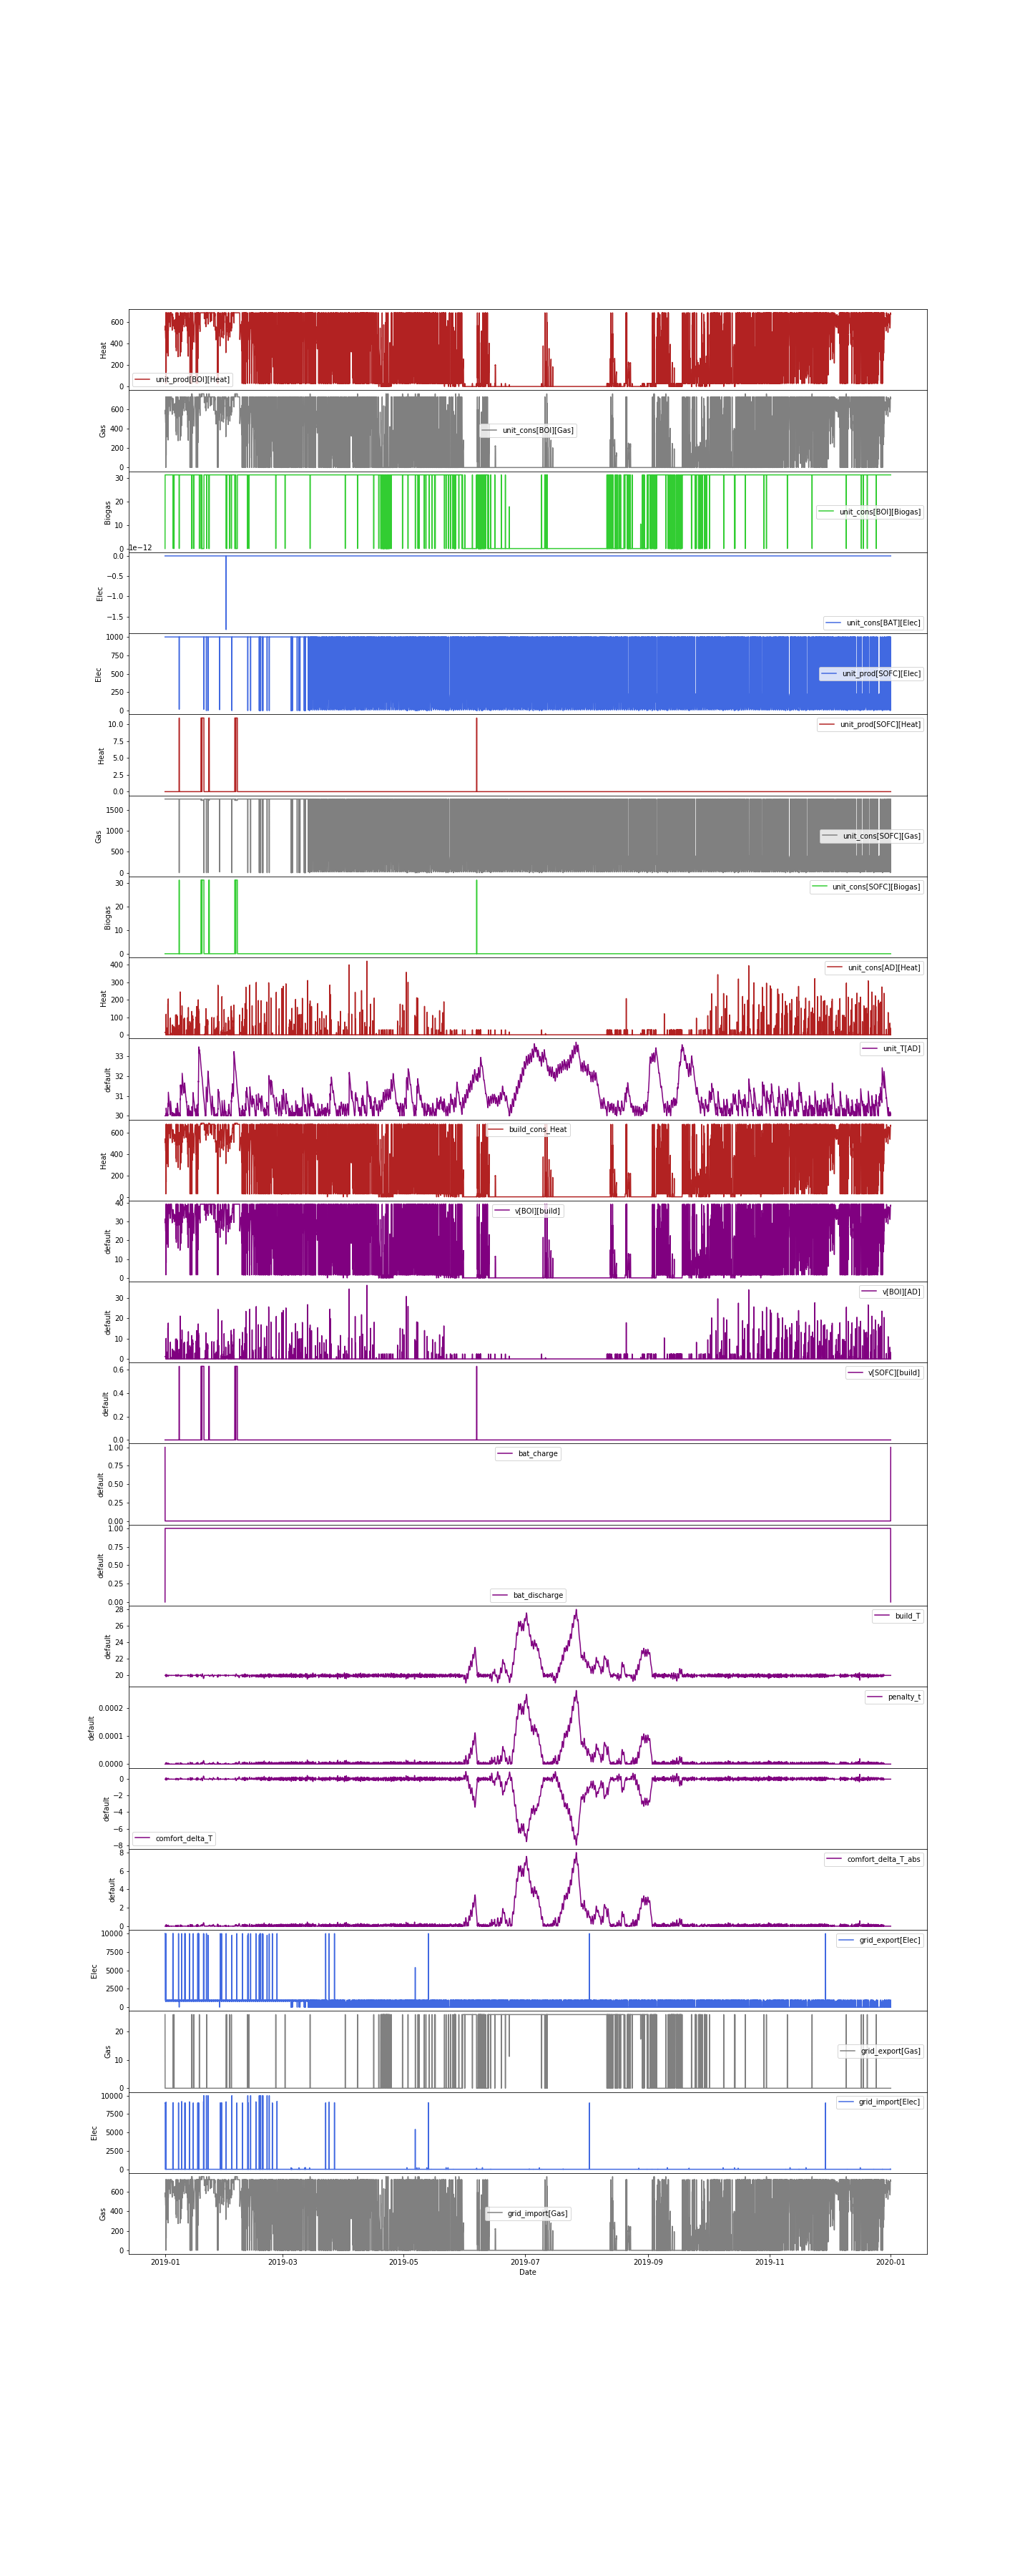 600
400
200
0
Heat
unit_prod[BOI][Heat]
600
400
200
0
Gas
unit_cons[BOI][Gas]
30
20
10
0
Biogas
unit_cons[BOI][Biogas]
1e−12
0.0
−0.5
−1.0
−1.5
Elec
unit_cons[BAT][Elec]
1000
750
500
250
0
Elec
unit_prod[SOFC][Elec]
10.0
7.5
5.0
2.5
0.0
Heat
unit_prod[SOFC][Heat]
1500
1000
500
0
Gas
unit_cons[SOFC][Gas]
30
20
10
0
Biogas
unit_cons[SOFC][Biogas]
400
300
200
100
0
Heat
unit_cons[AD][Heat]
33
32
31
30
default
unit_T[AD]
600
400
200
0
Heat
build_cons_Heat
40
30
20
10
0
default
v[BOI][build]
30
20
10
0
default
v[BOI][AD]
0.6
0.4
0.2
0.0
default
v[SOFC][build]
1.00
0.75
0.50
0.25
0.00
default
bat_charge
1.00
0.75
0.50
0.25
0.00
default
bat_discharge
28
26
24
22
20
default
build_T
0.0002
0.0001
0.0000
default
penalty_t
0
−2
−4
−6
−8
default
comfort_delta_T
8
6
4
2
0
default
comfort_delta_T_abs
10000
7500
5000
2500
0
Elec
grid_export[Elec]
20
10
0
Gas
grid_export[Gas]
10000
7500
5000
2500
0
Elec
grid_import[Elec]
600
400
200
0
Gas
grid_import[Gas]
2019-01 2019-03 2019-05 2019-07 2019-09 2019-11 2020-01
Date